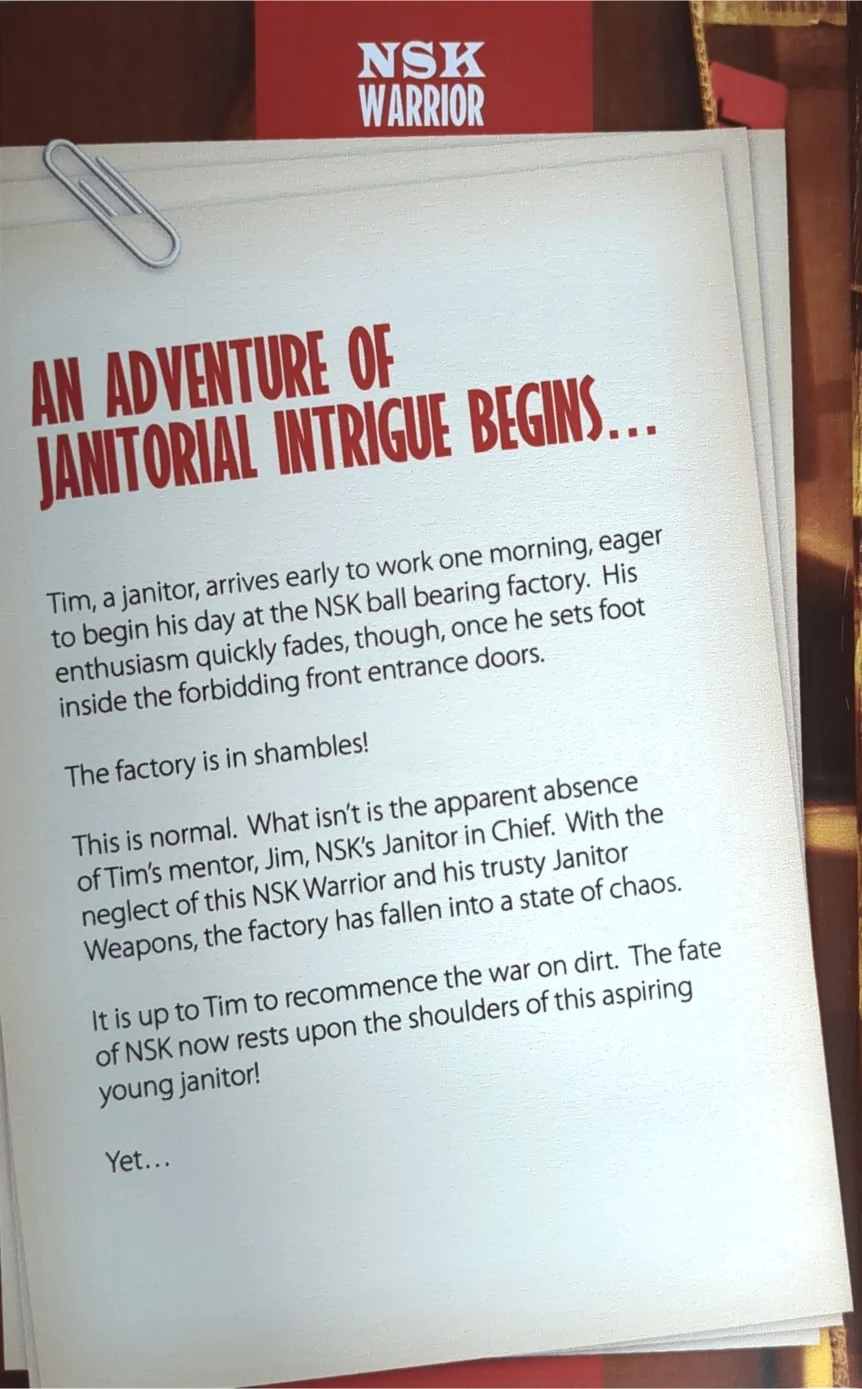 NSK
WARRIOR
AN ADVENTURE OF
JANITORIAL INTRIGUE BEGINS...
Tim, a janitor, arrives early to work one morning, eager
to begin his day at the NSK ball bearing factory. His
enthusiasm quickly fades, though, once he sets foot
inside the forbidding front entrance doors.
The factory is in shambles!
This is normal. What isn't is the apparent absence
of Tim's mentor, Jim, NSK's Janitor in Chief. With the
neglect of this NSK Warrior and his trusty Janitor
Weapons, the factory has fallen into a state of chaos.
It is up to Tim to recommence the war on dirt. The fate
of NSK now rests upon the shoulders of this aspiring
young janitor!
Yet...